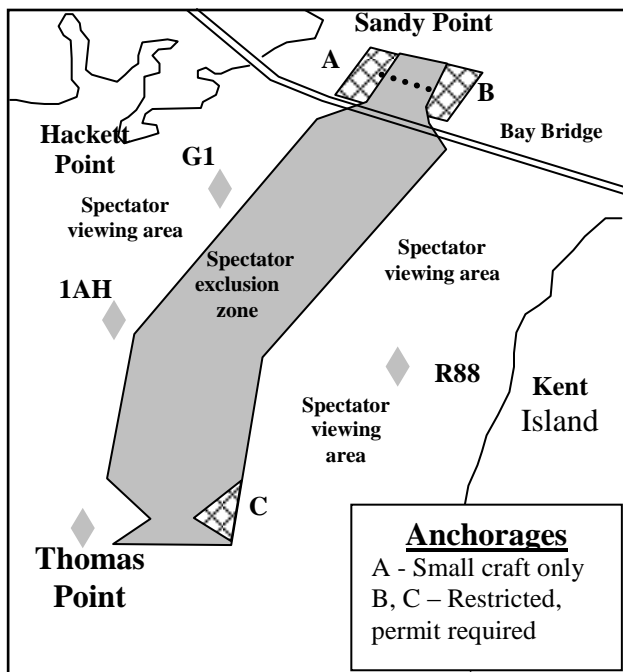 Sandy Point
A
B
Bay Bridge
Hackett
Point
G1
Spectator
viewing area
Spectator
exclusion
zone
Spectator
viewing area
1AH
R88
Kent
Island
Spectator
viewing
area
C
Thomas
Point
Anchorages
A - Small craft only
B, C – Restricted,
permit required